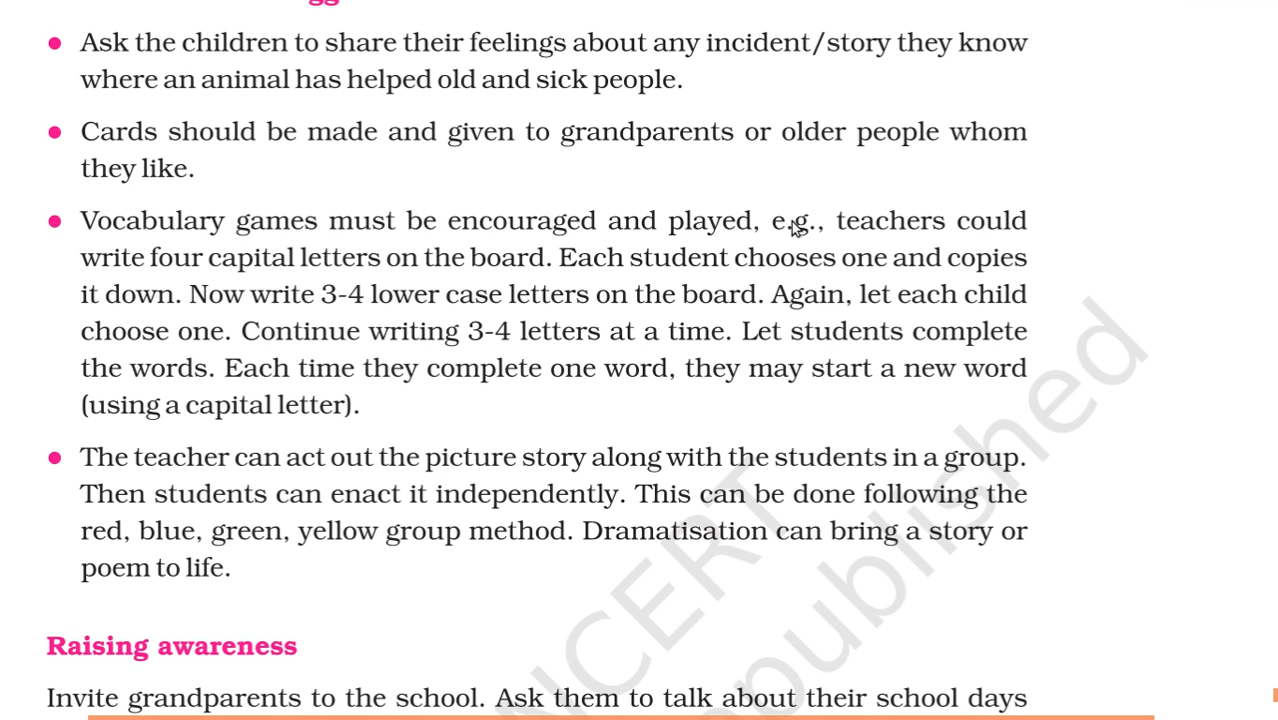 Ask the children to share their feelings about any incident/story they know
where an animal has helped old and sick people.
Cards should be made and given to grandparents or older people whom
they like.
Vocabulary games must be encouraged and played, e.g., teachers could
write four capital letters on the board. Each student chooses one and copies
it down. Now write 3-4 lower case letters on the board. Again, let each child
choose one. Continue writing 3-4 letters at a time. Let students complete
the words. Each time they complete one word, they may start a new word
(using a capital letter).
The teacher can act out the picture story along with the students in a group.
Then students can enact it independently. This can be done following the
red, blue, green, yellow group method. Dramatisation can bring a story or
poem to life.
Raising awareness
Invite grandparents to the school. Ask them to talk about their school days
NCERT
published